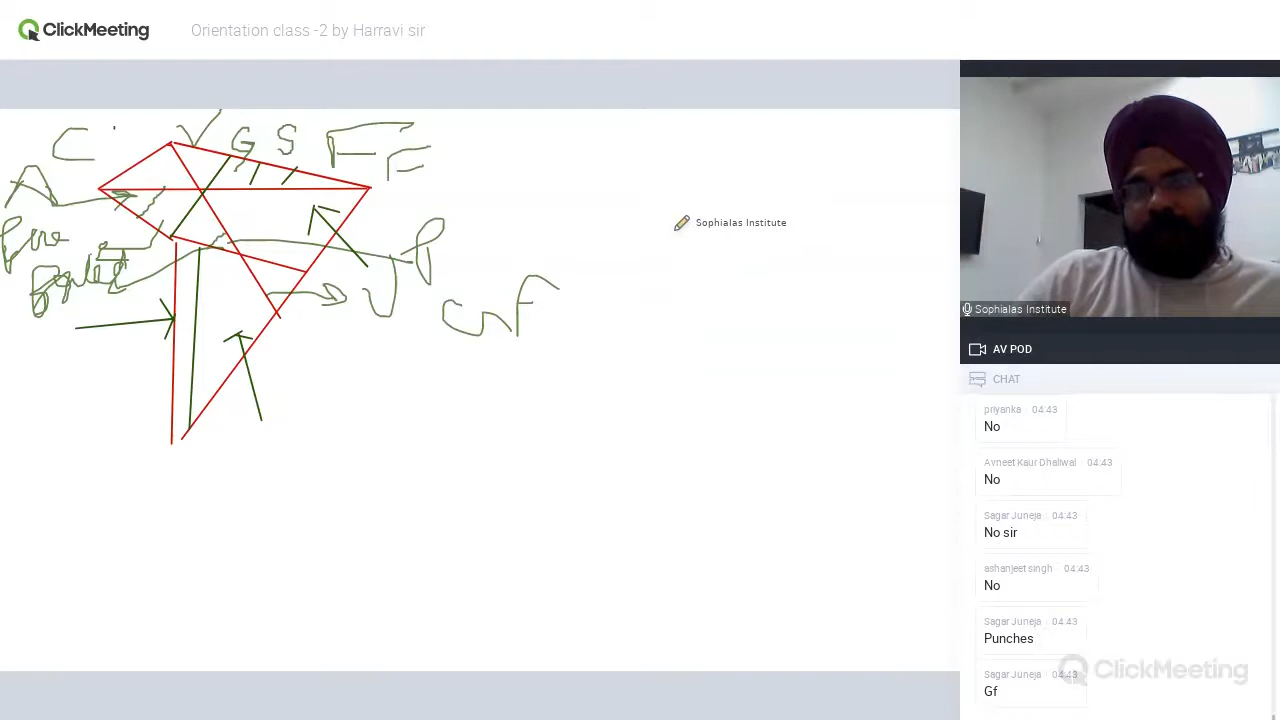 ClickMeeting
Orientation class -2 by Harravi sir
C V G S F F
A
P
J
GF
Sophialas Institute
Sophialas Institute
AV POD
CHAT
priyanka · 04:43
No
Avneet Kaur Dhaliwal · 04:43
No
Sagar Juneja · 04:43
No sir
ashanjeet singh · 04:43
No
Sagar Juneja · 04:43
Punches
Sagar Juneja · 04:43
Gf
ClickMeeting